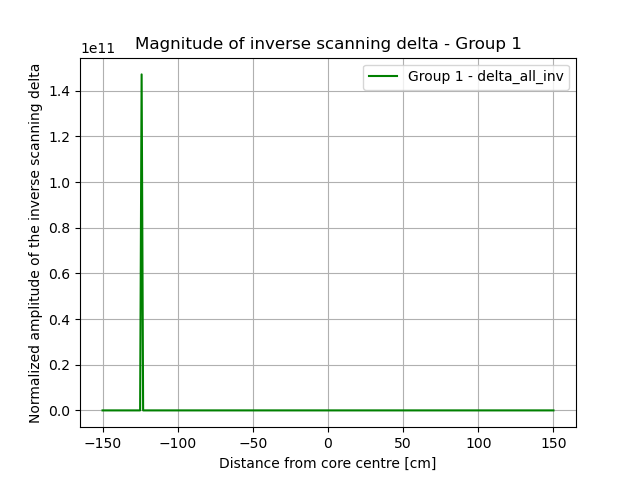 Magnitude of inverse scanning delta - Group 1
1e11
Group 1 - delta_all_inv
Normalized amplitude of the inverse scanning delta
1.4
1.2
1.0
0.8
0.6
0.4
0.2
0.0
−150 −100 −50 0 50 100 150
Distance from core centre [cm]